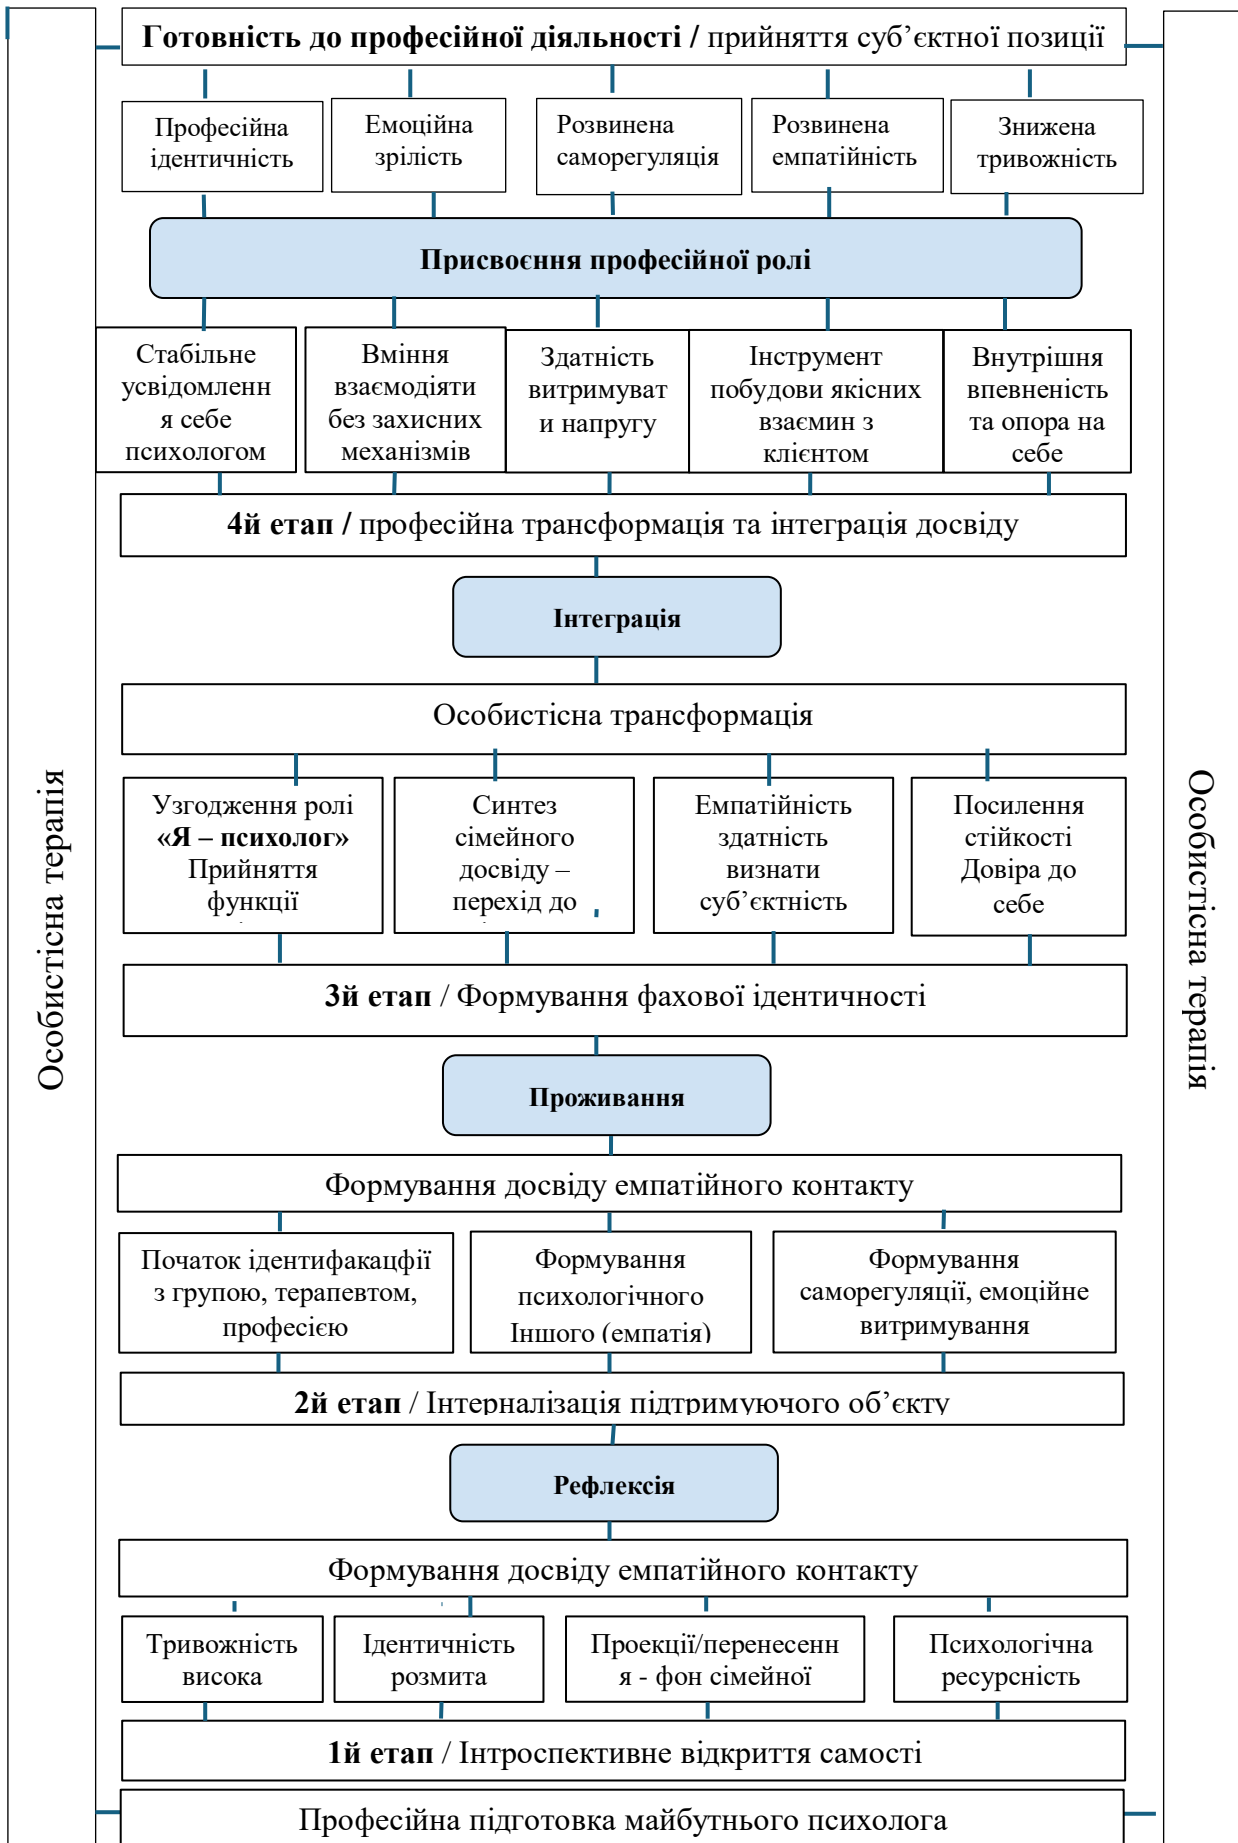 Готовність до професійної діяльності / прийняття суб’єктної позиції
Професійна
ідентичність
Емоційна
зрілість
Розвинена
саморегуляція
Розвинена
емпатійність
Знижена
тривожність
Присвоєння професійної ролі
Стабільне
усвідомленн
я себе
психологом
Вміння
взаємодіяти
без захисних
механізмів
Здатність
витримуват
и напругу
Інструмент
побудови якісних
взаємин з
клієнтом
Внутрішня
впевненість
та опора на
себе
4й етап / професійна трансформація та інтеграція досвіду
Інтеграція
Особистісна трансформація
Узгодження ролі
«Я – психолог»
Прийняття
функції
Синтез
сімейного
досвіду –
перехід до
Емпатійність
здатність
визнати
суб’єктність
Посилення
стійкості
Довіра до
себе
3й етап / Формування фахової ідентичності
Проживання
Формування досвіду емпатійного контакту
Початок ідентифакацфії
з групою, терапевтом,
професією
Формування
психологічного
Іншого (емпатія)
Формування
саморегуляції, емоційне
витримування
2й етап / Інтерналізація підтримуючого об’єкту
Рефлексія
Формування досвіду емпатійного контакту
Тривожність
висока
Ідентичність
розмита
Проекції/перенесенн
я - фон сімейної
Психологічна
ресурсність
1й етап / Інтроспективне відкриття самості
Професійна підготовка майбутнього психолога
Особистісна терапія
Особистісна терапія